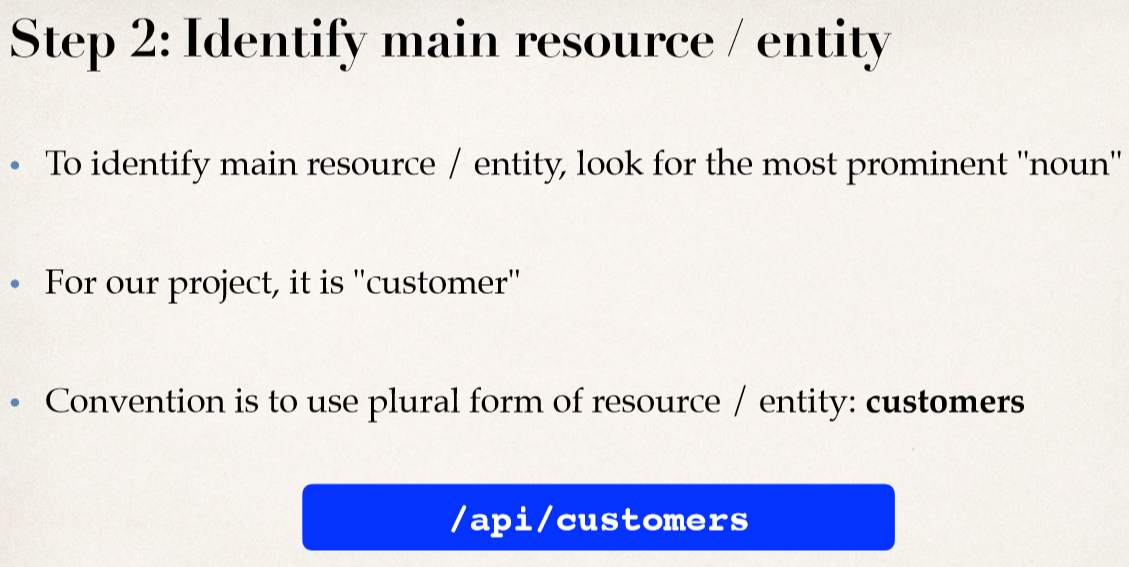 Step 2: Identify main resource / entity
• To identify main resource / entity, look for the most prominent "noun"
• For our project, it is "customer"
• Convention is to use plural form of resource / entity: customers
/api/customers